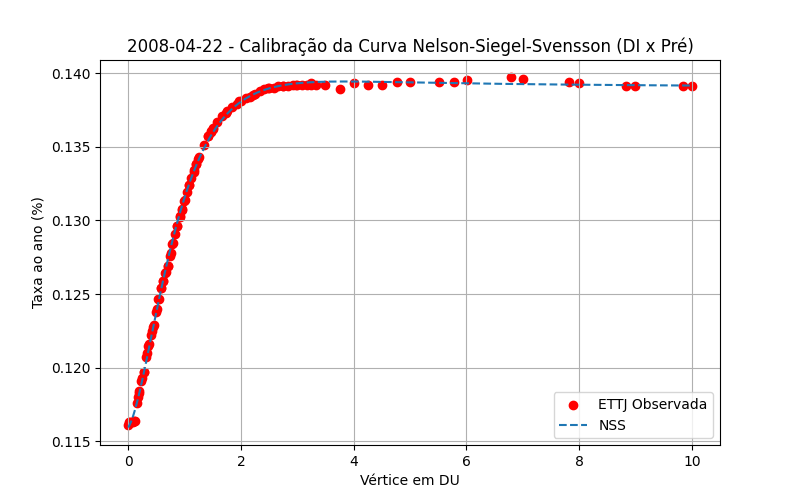 2008-04-22 - Calibração da Curva Nelson-Siegel-Svensson (DI x Pré)
0.140
0.135
0.130
0.125
0.120
0.115
Taxa ao ano (%)
0 2 4 6 8 10
Vértice em DU
ETTJ Observada
NSS